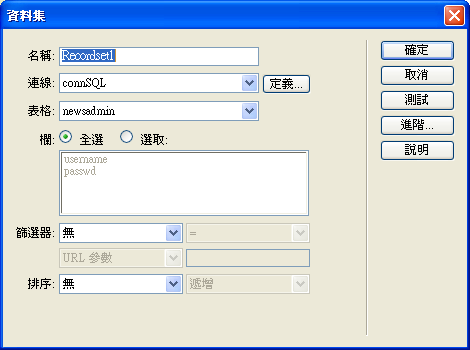 資料集
名稱: Recordset1
連線: connSQL 定義...
表格: newsadmin
欄: 全選 選取:
username
passwd
篩選器: 無 =
URL 參數
排序: 無 遞增
確定
取消
測試
進階...
說明